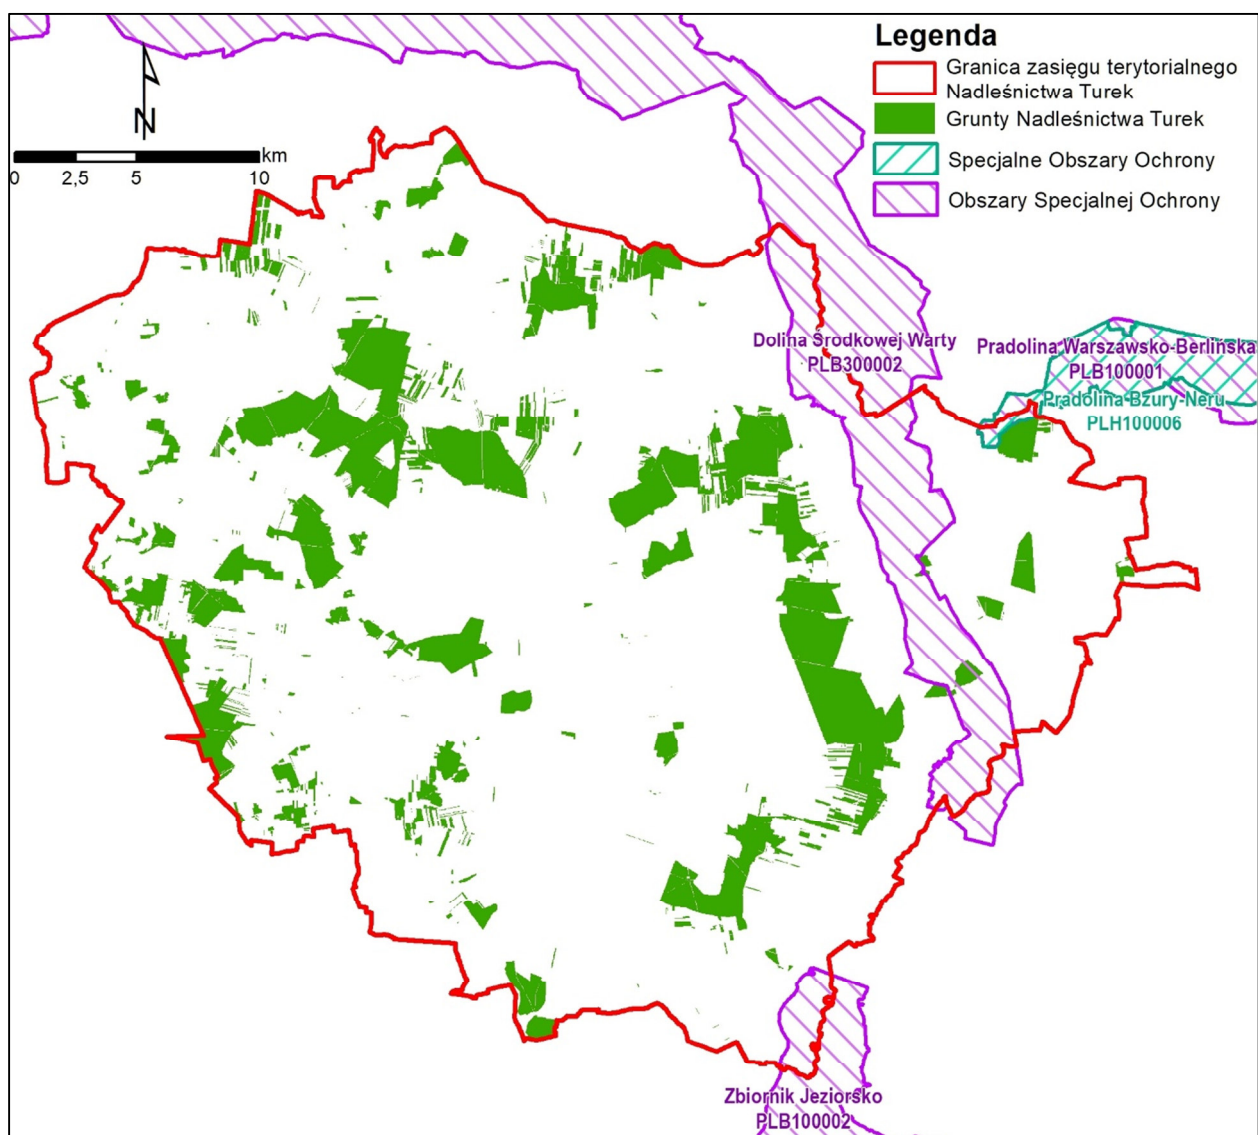 Legenda
Granica zasięgu terytorialnego
Nadleśnictwa Turek
Grunty Nadleśnictwa Turek
Specjalne Obszary Ochrony
Obszary Specjalnej Ochrony
N
km
0 2,5 5 10
Dolina Środkowej Warty
PLB300002
Pradolina Warszawsko-Berlińska
PLB100001
Pradolina Bzury-Neru
PLH100006
Zbiornik Jeziorsko
PLB100002